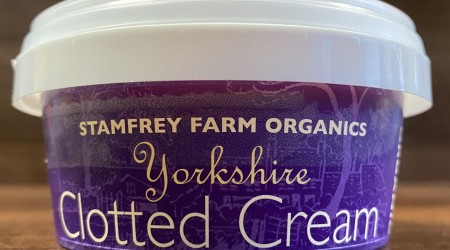 STAMFREY FARM ORGANICS
Yorkshire
Clotted Cream